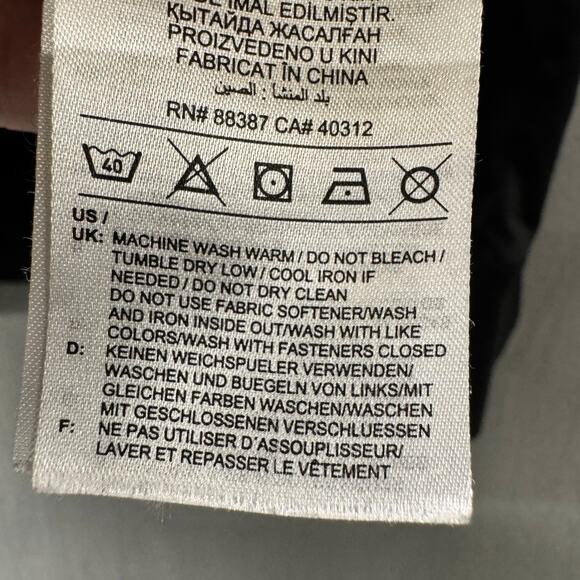 İMAL EDİLMİŞTİR.
ҚЫТАЙДА ЖАСАЛҒАН
PROIZVEDENO U KINI
FABRICAT ÎN CHINA
بلد المنشأ : الصين
RN# 88387 CA# 40312
40
US /
UK: MACHINE WASH WARM / DO NOT BLEACH /
TUMBLE DRY LOW / COOL IRON IF
NEEDED / DO NOT DRY CLEAN
DO NOT USE FABRIC SOFTENER/WASH
AND IRON INSIDE OUT/WASH WITH LIKE
COLORS/WASH WITH FASTENERS CLOSED
D: KEINEN WEICHSPUELER VERWENDEN/
WASCHEN UND BUEGELN VON LINKS/MIT
GLEICHEN FARBEN WASCHEN/WASCHEN
MIT GESCHLOSSENEN VERSCHLUESSEN
F: NE PAS UTILISER D'ASSOUPLISSEUR/
LAVER ET REPASSER LE VÊTEMENT